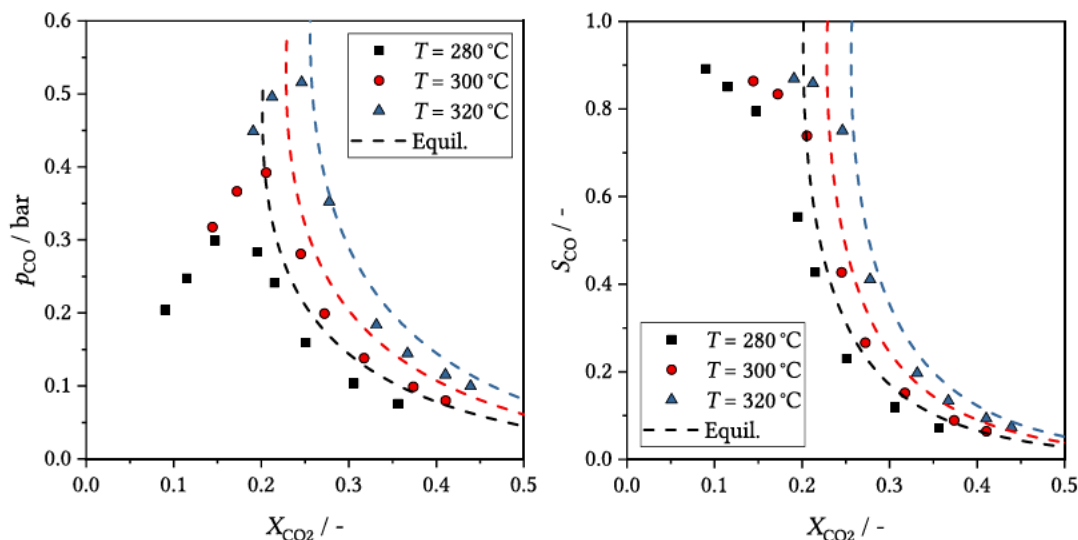 0.6
0.5
0.4
0.3
0.2
0.1
0.0
p_CO / bar
0.0 0.1 0.2 0.3 0.4 0.5
X_CO2 / -
T = 280 °C
T = 300 °C
T = 320 °C
Equil.
1.0
0.8
0.6
0.4
0.2
0.0
S_CO / -
0.0 0.1 0.2 0.3 0.4 0.5
X_CO2 / -
T = 280 °C
T = 300 °C
T = 320 °C
Equil.